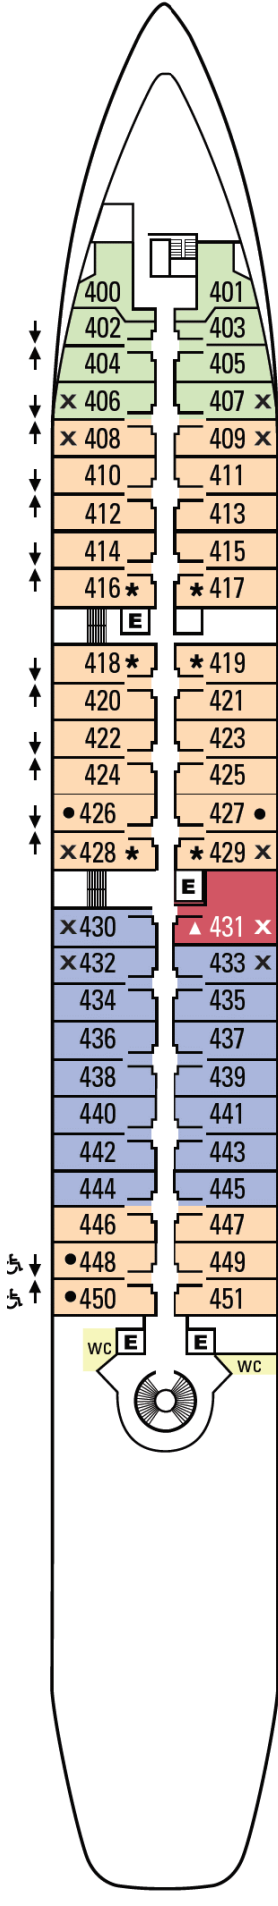 400 401
402 403
404 405
X 406 407 X
X 408 409 X
410 411
412 413
414 415
416 * * 417
E
418 * * 419
420 421
422 423
424 425
● 426 427 ●
X 428 * * 429 X
E
X 430 ▲ 431 X
X 432 433 X
434 435
436 437
438 439
440 441
442 443
444 445
446 447
● 448 449
● 450 451
WC E E WC